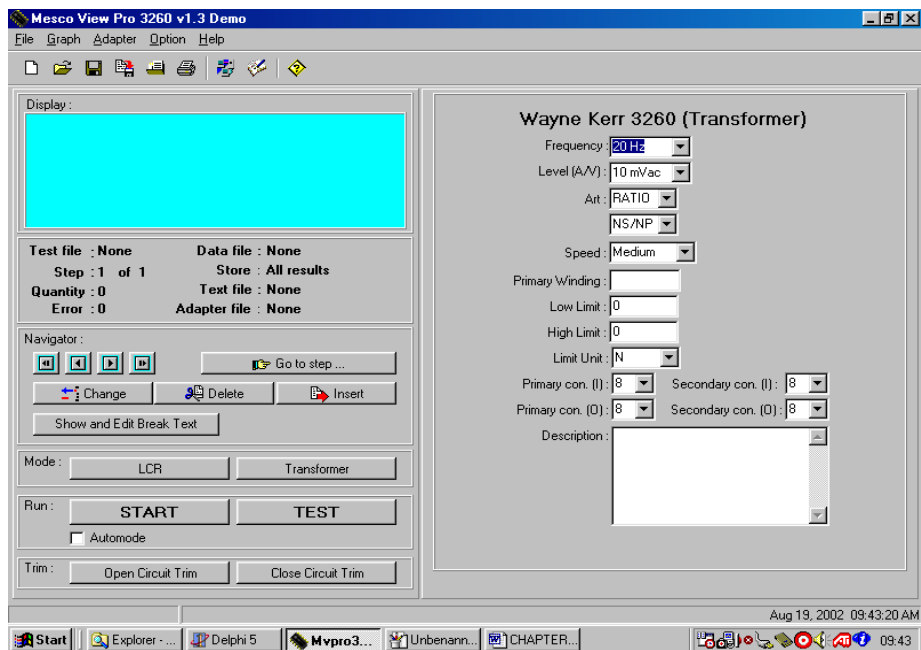 Mesco View Pro 3260 v1.3 Demo
File Graph Adapter Option Help
Display :
Test file : None Data file : None
Step : 1 of 1 Store : All results
Quantity : 0 Text file : None
Error : 0 Adapter file : None
Navigator :
Go to step ...
Change Delete Insert
Show and Edit Break Text
Mode : LCR Transformer
Run : START TEST
Automode
Trim : Open Circuit Trim Close Circuit Trim
Wayne Kerr 3260 (Transformer)
Frequency : 20 Hz
Level (A/V) : 10 mVac
Art : RATIO
NS/NP
Speed : Medium
Primary Winding :
Low Limit : 0
High Limit : 0
Limit Unit : N
Primary con. (I) : 8 Secondary con. (I) : 8
Primary con. (O) : 8 Secondary con. (O) : 8
Description :
Aug 19, 2002 09:43:20 AM
Start Explorer - ... Delphi 5 Mvpro3... Unbenann... CHAPTER... 09:43